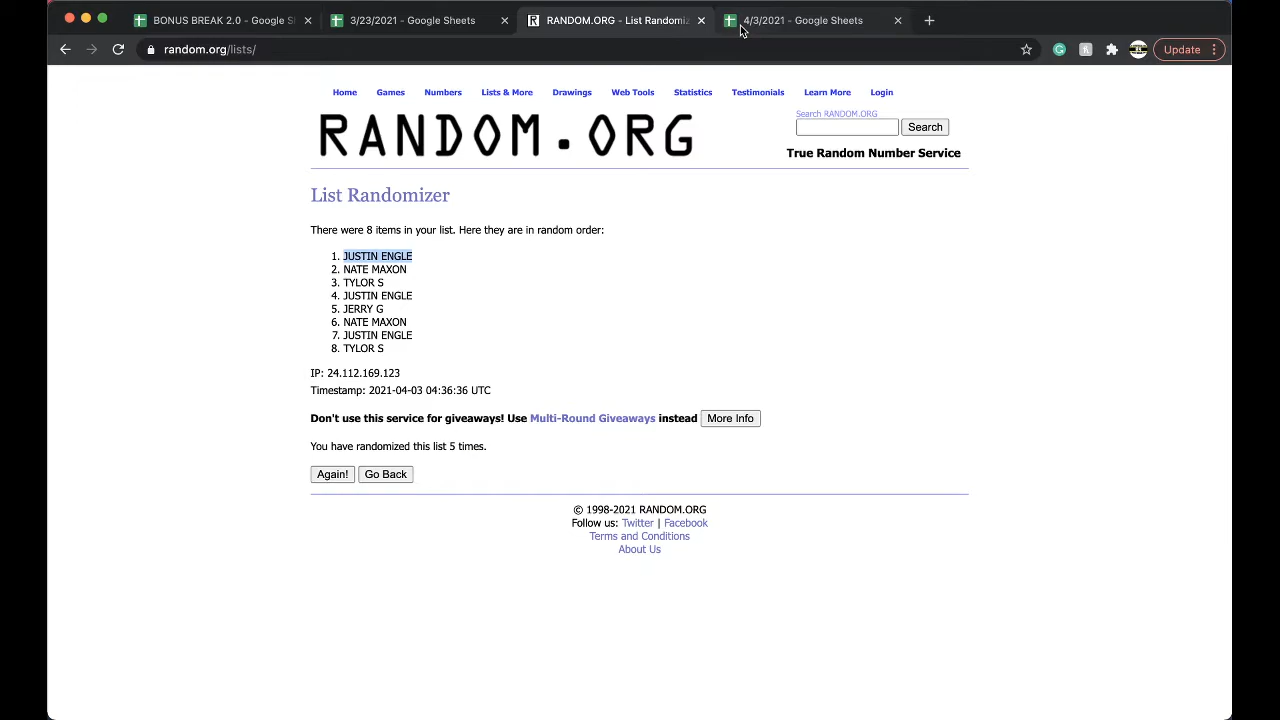 BONUS BREAK 2.0 - Google S
3/23/2021 - Google Sheets
RANDOM.ORG - List Randomiz
4/3/2021 - Google Sheets
random.org/lists/
Update
Home Games Numbers Lists & More Drawings Web Tools Statistics Testimonials Learn More Login
Search RANDOM.ORG
RANDOM.ORG
Search
True Random Number Service
List Randomizer
There were 8 items in your list. Here they are in random order:
1. JUSTIN ENGLE
2. NATE MAXON
3. TYLOR S
4. JUSTIN ENGLE
5. JERRY G
6. NATE MAXON
7. JUSTIN ENGLE
8. TYLOR S
IP: 24.112.169.123
Timestamp: 2021-04-03 04:36:36 UTC
Don't use this service for giveaways! Use Multi-Round Giveaways instead More Info
You have randomized this list 5 times.
Again! Go Back
© 1998-2021 RANDOM.ORG
Follow us: Twitter | Facebook
Terms and Conditions
About Us